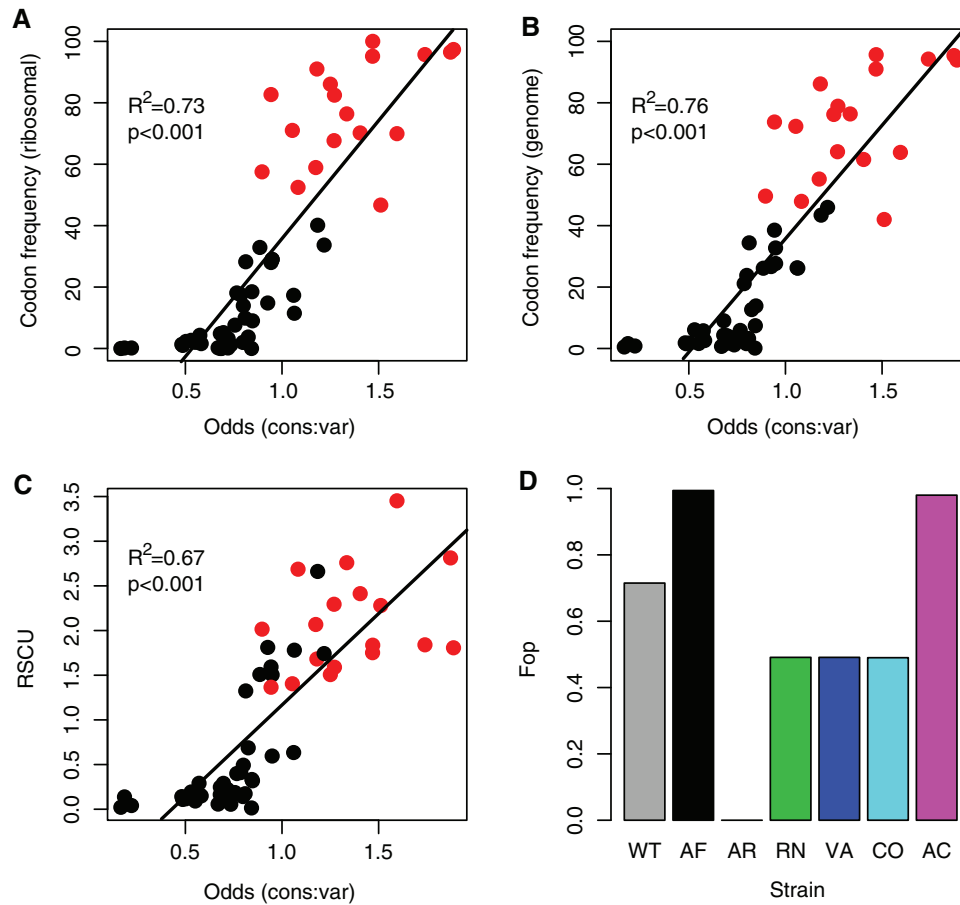 A
R²=0.73
p<0.001
Codon frequency (ribosomal)
0 20 40 60 80 100
0.5 1.0 1.5
Odds (cons:var)
B
R²=0.76
p<0.001
Codon frequency (genome)
0 20 40 60 80 100
0.5 1.0 1.5
Odds (cons:var)
C
R²=0.67
p<0.001
RSCU
0.0 0.5 1.0 1.5 2.0 2.5 3.0 3.5
0.5 1.0 1.5
Odds (cons:var)
D
Fop
0.0 0.2 0.4 0.6 0.8 1.0
WT AF AR RN VA CO AC
Strain